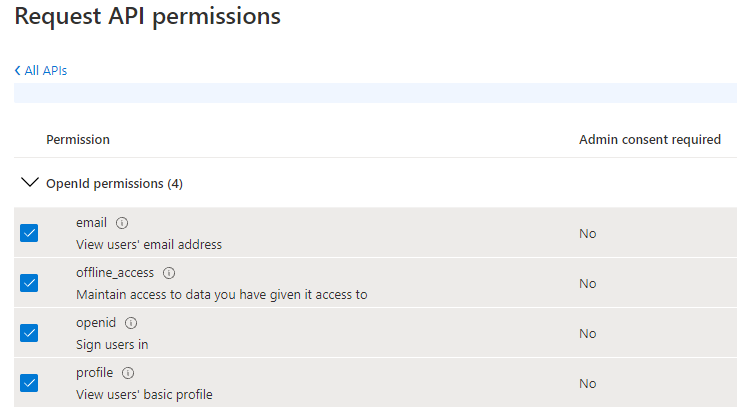 Request API permissions
All APIs
Permission Admin consent required
OpenId permissions (4)
email
View users' email address
No
offline_access
Maintain access to data you have given it access to
No
openid
Sign users in
No
profile
View users' basic profile
No